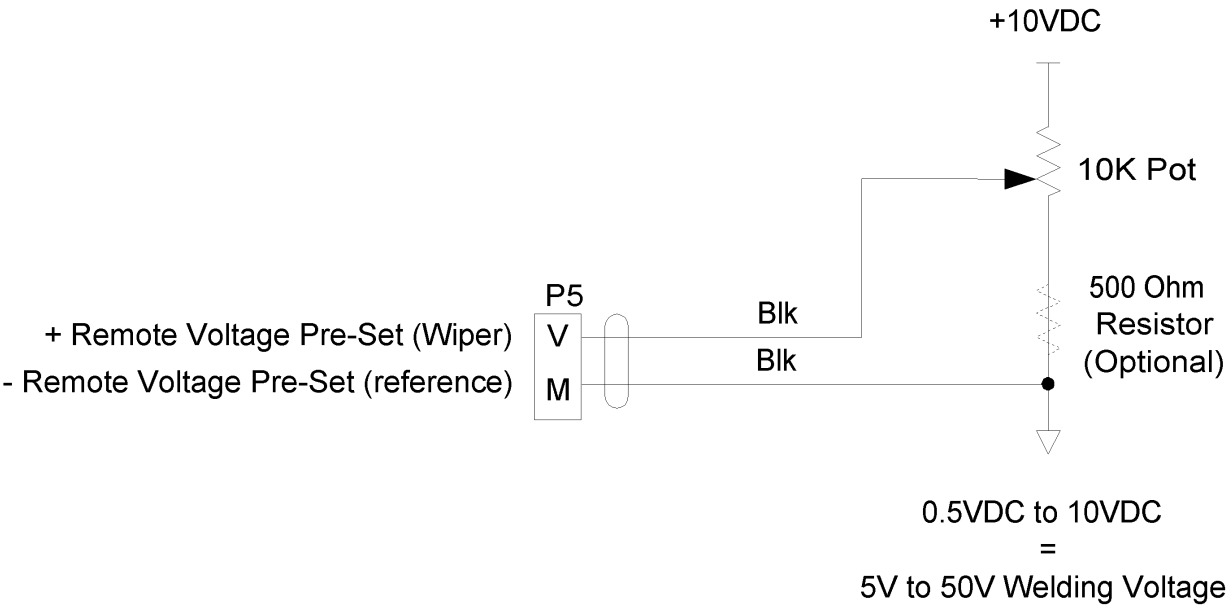 +10VDC
10K Pot
500 Ohm
Resistor
(Optional)
P5
Blk
+ Remote Voltage Pre-Set (Wiper)
V
Blk
- Remote Voltage Pre-Set (reference)
M
0.5VDC to 10VDC
=
5V to 50V Welding Voltage